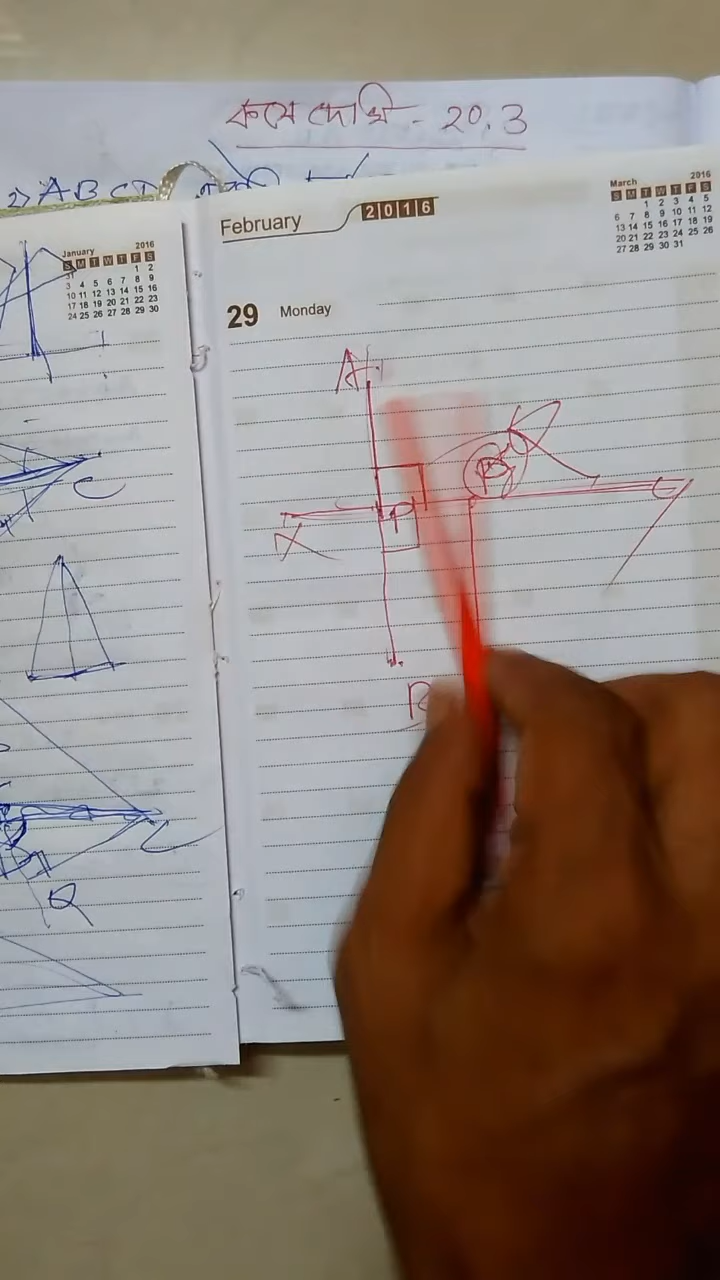 কষে দেখি - 20.3
2) ABCD একটি
February 2016
29 Monday
January 2016
S M T W T F S
31 1 2
3 4 5 6 7 8 9
10 11 12 13 14 15 16
17 18 19 20 21 22 23
24 25 26 27 28 29 30
March 2016
S M T W T F S
1 2 3 4 5
6 7 8 9 10 11 12
13 14 15 16 17 18 19
20 21 22 23 24 25 26
27 28 29 30 31
A
P
X
C
Q